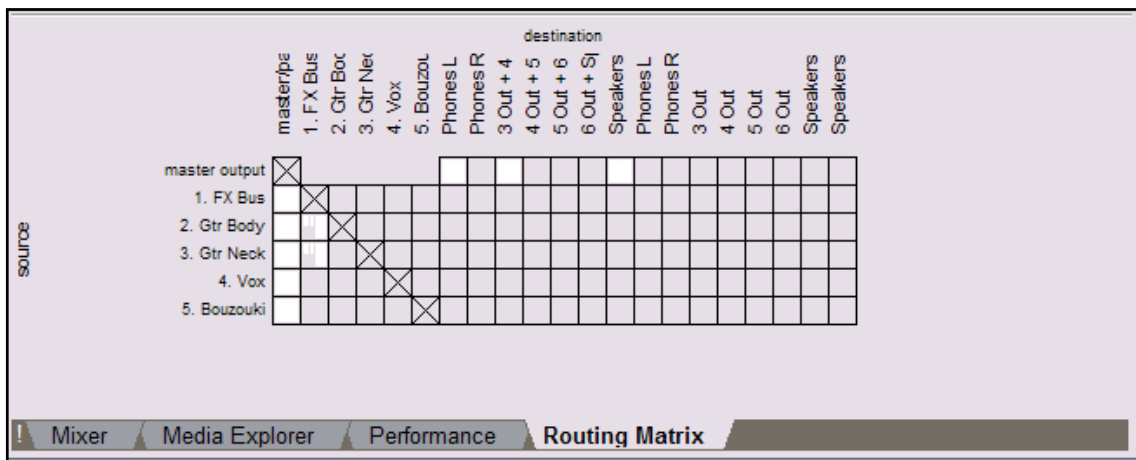 destination
master/pa
1. FX Bus
2. Gtr Bod
3. Gtr Nec
4. Vox
5. Bouzou
Phones L
Phones R
3 Out + 4
4 Out + 5
5 Out + 6
6 Out + Sp
Speakers
Phones L
Phones R
3 Out
4 Out
5 Out
6 Out
Speakers
Speakers
source
master output
1. FX Bus
2. Gtr Body
3. Gtr Neck
4. Vox
5. Bouzouki
! Mixer Media Explorer Performance Routing Matrix